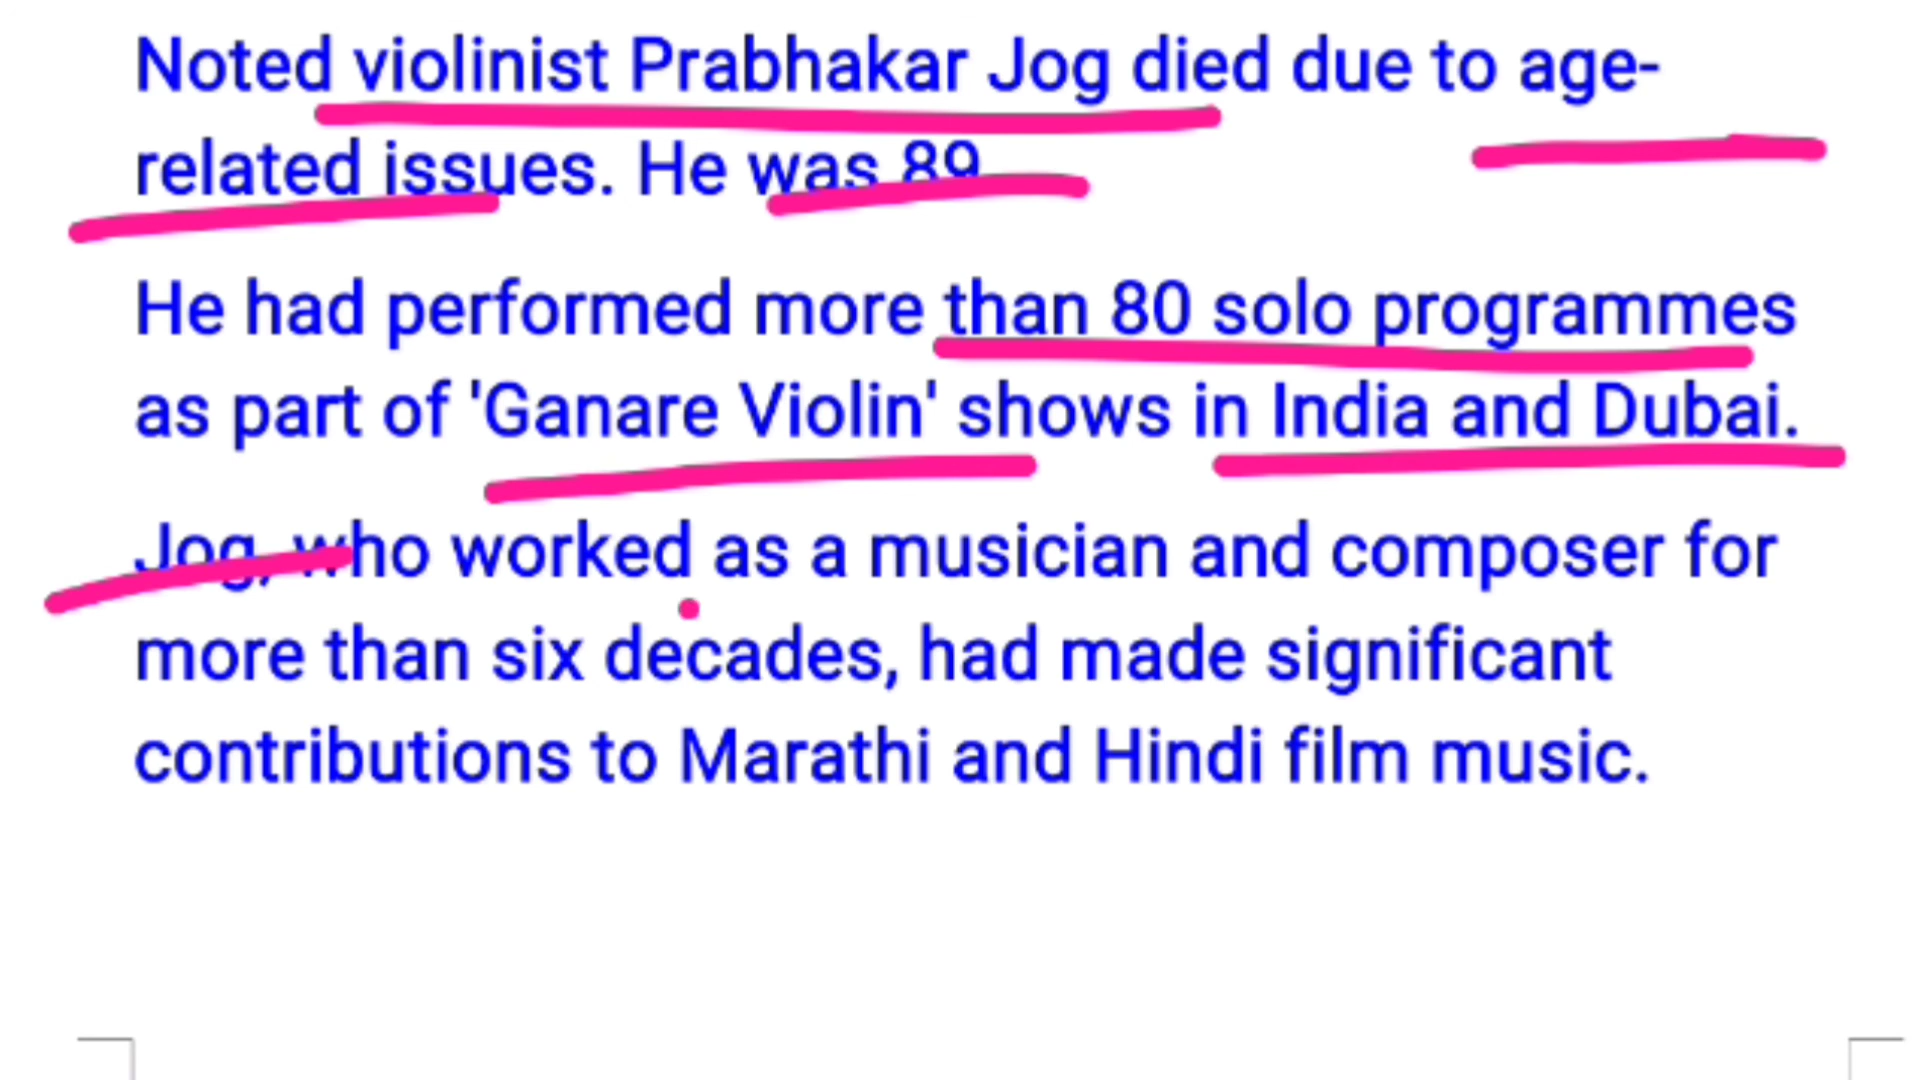 Noted violinist Prabhakar Jog died due to age-
related issues. He was 89
He had performed more than 80 solo programmes
as part of 'Ganare Violin' shows in India and Dubai.
Jog, who worked as a musician and composer for
more than six decades, had made significant
contributions to Marathi and Hindi film music.